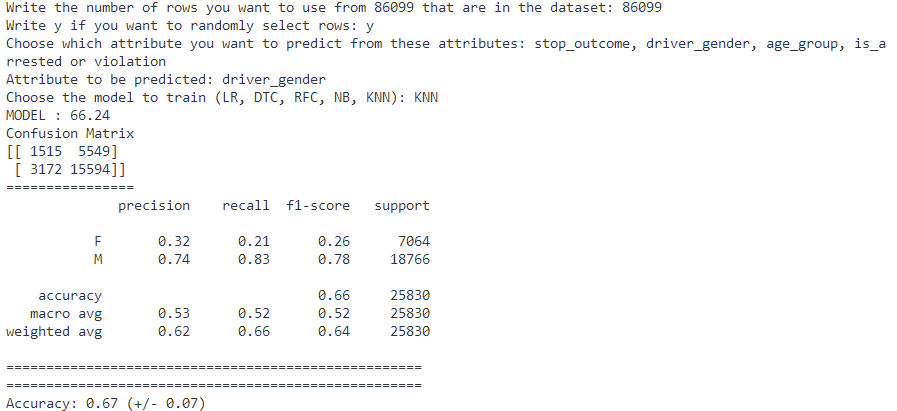 Write the number of rows you want to use from 86099 that are in the dataset: 86099
Write y if you want to randomly select rows: y
Choose which attribute you want to predict from these attributes: stop_outcome, driver_gender, age_group, is_a
rrested or violation
Attribute to be predicted: driver_gender
Choose the model to train (LR, DTC, RFC, NB, KNN): KNN
MODEL : 66.24
Confusion Matrix
[[ 1515  5549]
 [ 3172 15594]]
================
              precision    recall  f1-score   support

           F       0.32      0.21      0.26      7064
           M       0.74      0.83      0.78     18766

    accuracy                           0.66     25830
   macro avg       0.53      0.52      0.52     25830
weighted avg       0.62      0.66      0.64     25830

====================================================
====================================================
Accuracy: 0.67 (+/- 0.07)